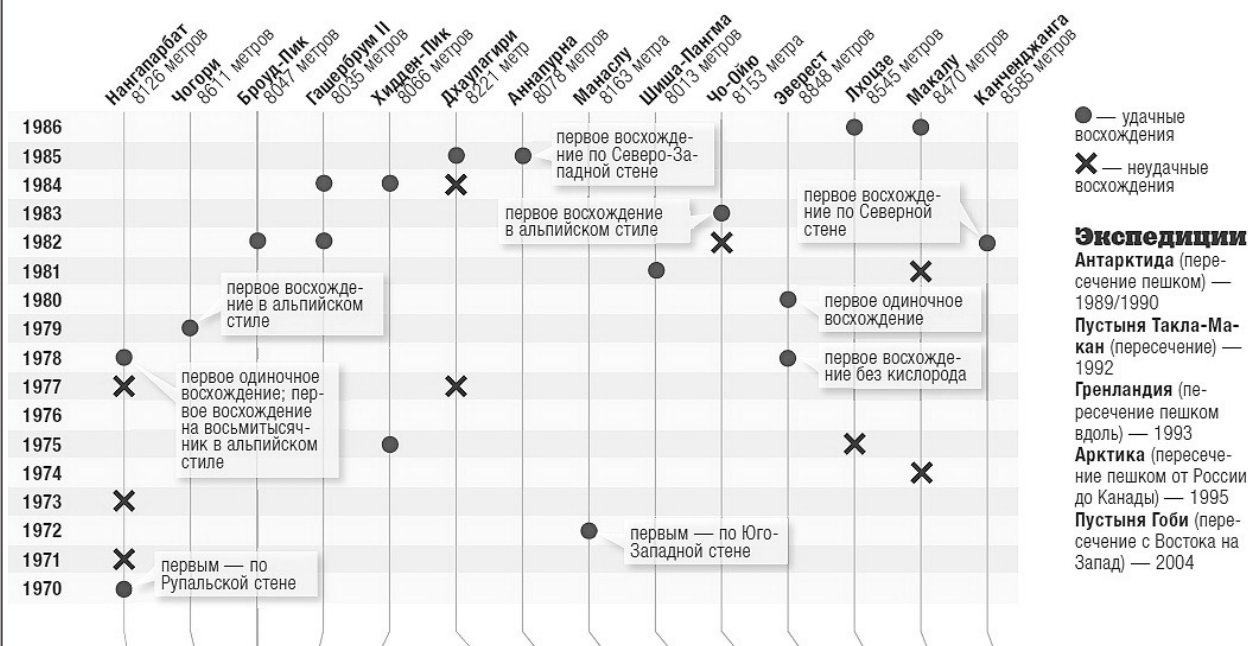 Нангапарбат
8126 метров
Чогори
8611 метров
Броуд-Пик
8047 метров
Гашербрум II
8035 метров
Хидден-Пик
8066 метров
Дхаулагири
8221 метр
Аннапурна
8078 метров
Манаслу
8163 метра
Шиша-Пангма
8013 метров
Чо-Ойю
8153 метра
Эверест
8848 метров
Лхоцзе
8545 метров
Макалу
8470 метров
Канченджанга
8585 метров
1986
1985
1984
1983
1982
1981
1980
1979
1978
1977
1976
1975
1974
1973
1972
1971
1970
первое восхожде-
ние по Северо-За-
падной стене
первое восхождение
в альпийском стиле
первое восхожде-
ние по Северной
стене
первое восхожде-
ние в альпийском
стиле
первое одиночное
восхождение
первое восхожде-
ние без кислорода
первое одиночное
восхождение; пер-
вое восхождение
на восьмитысяч-
ник в альпийском
стиле
первым — по Юго-
Западной стене
первым — по
Рупальской стене
— удачные
восхождения
— неудачные
восхождения
Экспедиции
Антарктида (пере-
сечение пешком) —
1989/1990
Пустыня Такла-Ма-
кан (пересечение) —
1992
Гренландия (пе-
ресечение пешком
вдоль) — 1993
Арктика (пересече-
ние пешком от России
до Канады) — 1995
Пустыня Гоби (пере-
сечение с Востока на
Запад) — 2004